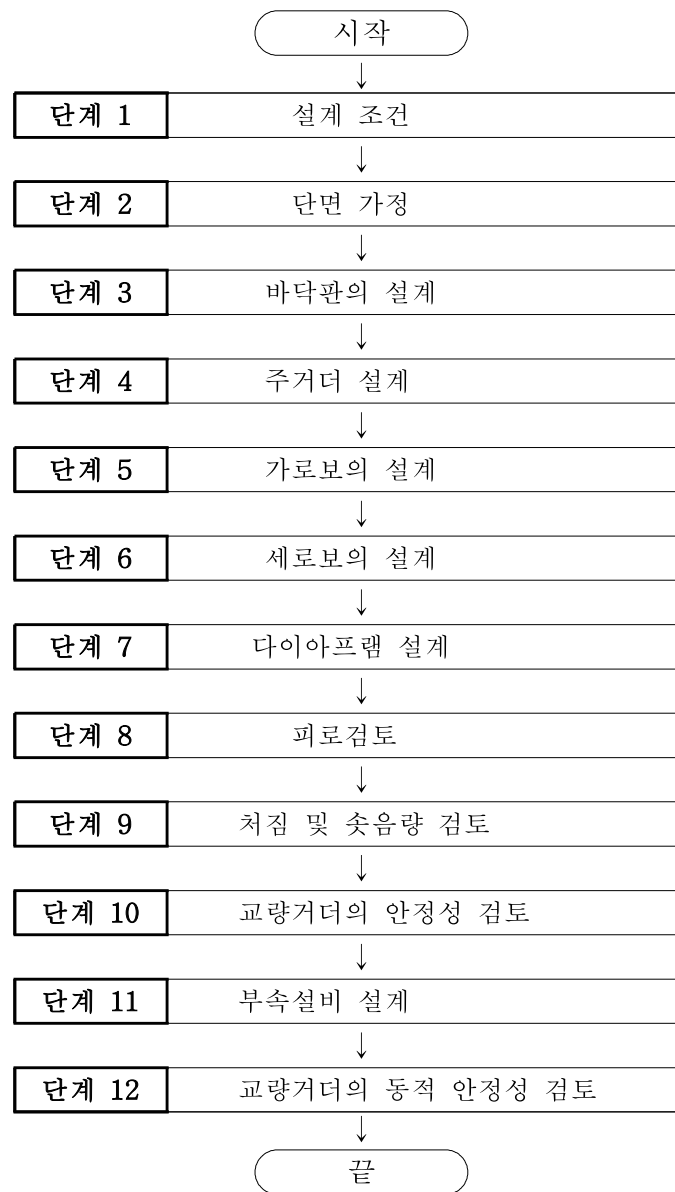 시작
단계 1 설계 조건
단계 2 단면 가정
단계 3 바닥판의 설계
단계 4 주거더 설계
단계 5 가로보의 설계
단계 6 세로보의 설계
단계 7 다이아프램 설계
단계 8 피로검토
단계 9 처짐 및 솟음량 검토
단계 10 교량거더의 안정성 검토
단계 11 부속설비 설계
단계 12 교량거더의 동적 안정성 검토
끝